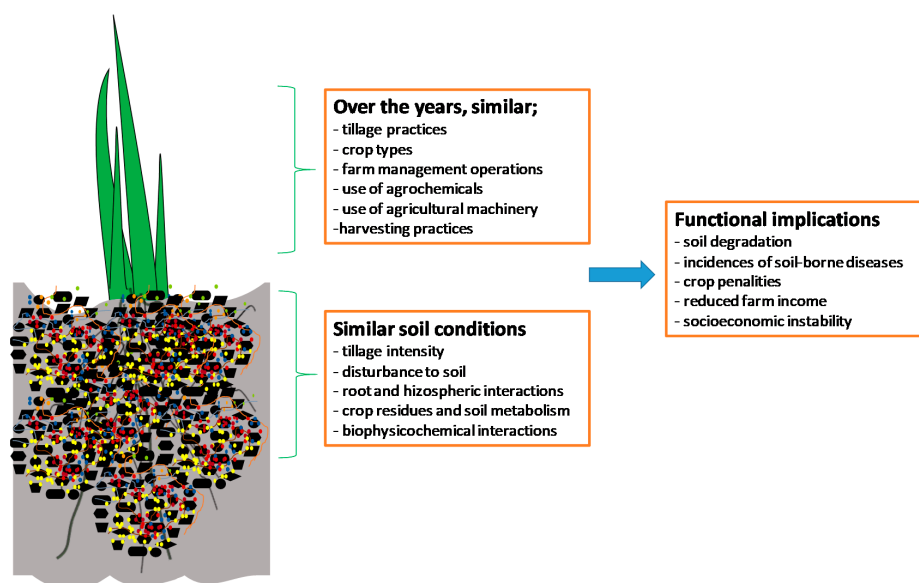 Over the years, similar;
- tillage practices
- crop types
- farm management operations
- use of agrochemicals
- use of agricultural machinery
-harvesting practices
Similar soil conditions
- tillage intensity
- disturbance to soil
- root and hizospheric interactions
- crop residues and soil metabolism
- biophysicochemical interactions
Functional implications
- soil degradation
- incidences of soil-borne diseases
- crop penalities
- reduced farm income
- socioeconomic instability